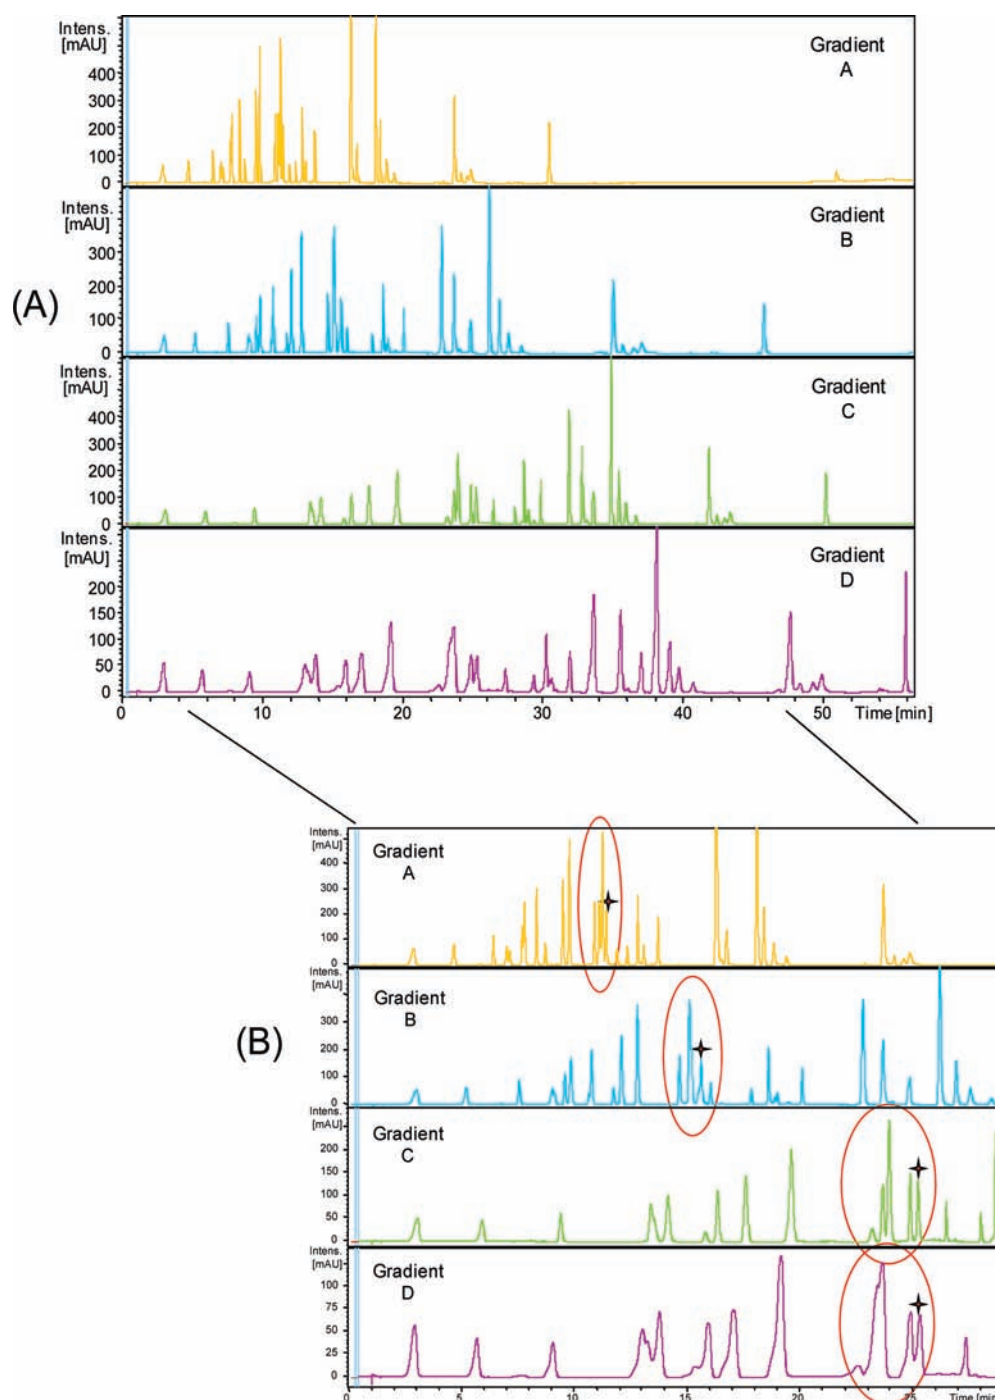 Intens.
[mAU]
Gradient
A
400
300
200
100
0
Intens.
[mAU]
Gradient
B
300
200
100
0
(A)
Intens.
[mAU]
Gradient
C
400
300
200
100
0
Intens.
[mAU]
Gradient
D
200
150
100
50
0
0 10 20 30 40 50 Time [min]
Intens.
[mAU]
Gradient
A
400
300
200
100
0
Intens.
[mAU]
Gradient
B
300
200
100
0
(B)
Intens.
[mAU]
Gradient
C
200
150
100
50
0
Intens.
[mAU]
Gradient
D
100
75
50
25
0
0 5 10 15 20 25 Time [min]